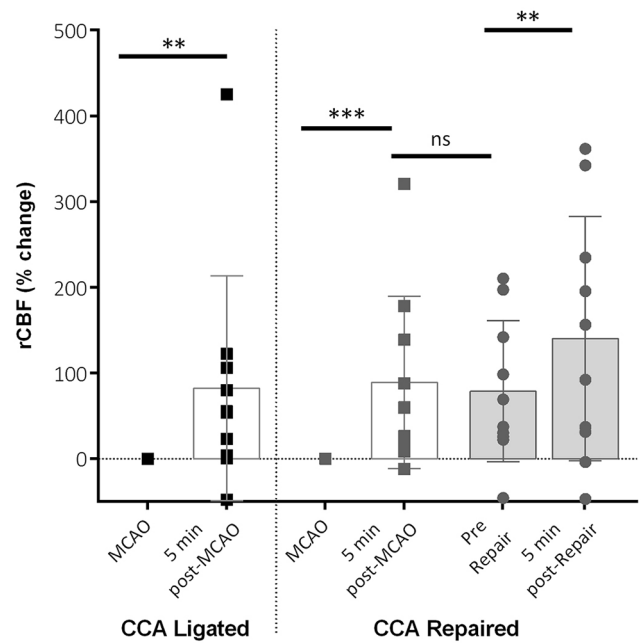 500
400
300
200
100
0
rCBF (% change)
**
***
ns
**
MCAO
5 min
post-MCAO
MCAO
5 min
post-MCAO
Pre
Repair
5 min
post-Repair
CCA Ligated
CCA Repaired